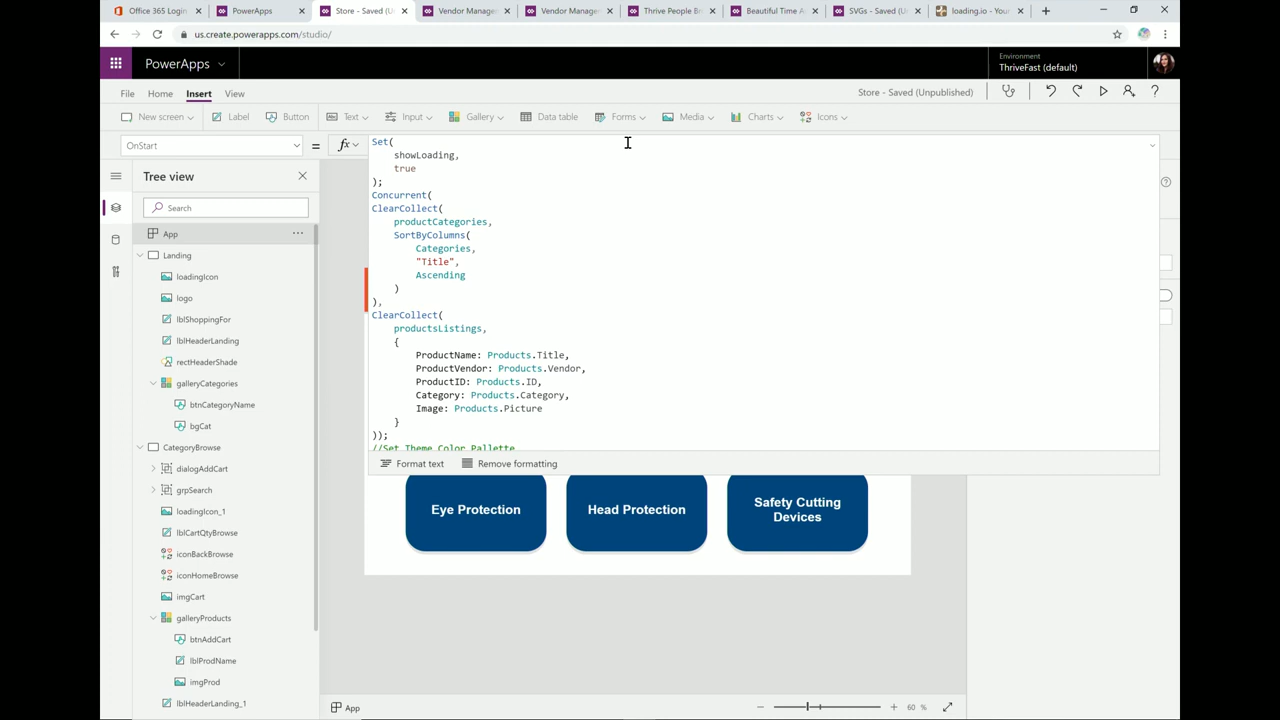 Office 365 Login
PowerApps
Store - Saved (U
Vendor Manage
Vendor Manage
Thrive People Br
Beautiful Time A
SVGs - Saved (U
loading.io - You
us.create.powerapps.com/studio/
PowerApps
Environment
ThriveFast (default)
File
Home
Insert
View
Store - Saved (Unpublished)
New screen
Label
Button
Text
Input
Gallery
Data table
Forms
Media
Charts
Icons
OnStart
=
fx
Set(
showLoading,
true
);
Concurrent(
ClearCollect(
productCategories,
SortByColumns(
Categories,
"Title",
Ascending
)
),
ClearCollect(
productsListings,
{
ProductName: Products.Title,
ProductVendor: Products.Vendor,
ProductID: Products.ID,
Category: Products.Category,
Image: Products.Picture
}
));
//Set Theme Color Pallette
Format text
Remove formatting
Tree view
Search
App
Landing
loadingIcon
logo
lblShoppingFor
lblHeaderLanding
rectHeaderShade
galleryCategories
btnCategoryName
bgCat
CategoryBrowse
dialogAddCart
grpSearch
loadingIcon_1
lblCartQtyBrowse
iconBackBrowse
iconHomeBrowse
imgCart
galleryProducts
btnAddCart
lblProdName
imgProd
lblHeaderLanding_1
Eye Protection
Head Protection
Safety Cutting
Devices
App
60 %